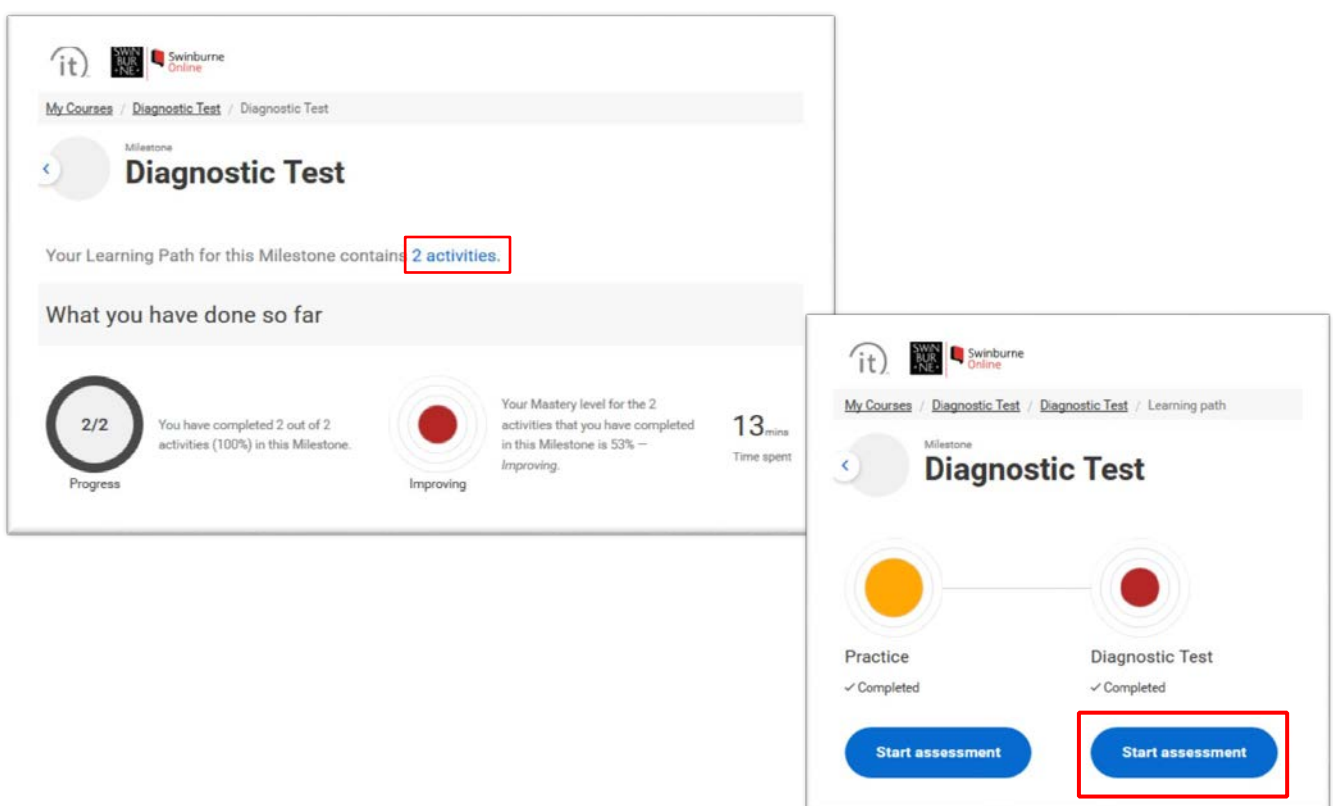 it)
SWIN
BUR
•NE•
Swinburne
Online
My Courses / Diagnostic Test / Diagnostic Test
Milestone
Diagnostic Test
Your Learning Path for this Milestone contains 2 activities.
What you have done so far
2/2
Progress
You have completed 2 out of 2
activities (100%) in this Milestone.
Improving
Your Mastery level for the 2
activities that you have completed
in this Milestone is 53% —
Improving.
13 mins
Time spent
it)
SWIN
BUR
•NE•
Swinburne
Online
My Courses / Diagnostic Test / Diagnostic Test / Learning path
Milestone
Diagnostic Test
Practice
✓ Completed
Start assessment
Diagnostic Test
✓ Completed
Start assessment